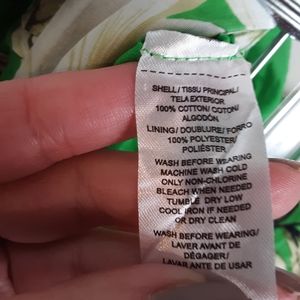 SHELL/TISSU PRINCIPAL/
TELA EXTERIOR
100% COTTON/COTON/
ALGODÓN
LINING/DOUBLURE/FORRO
100% POLYESTER/
POLIÉSTER
WASH BEFORE WEARING
MACHINE WASH COLD
ONLY NON-CHLORINE
BLEACH WHEN NEEDED
TUMBLE DRY LOW
COOL IRON IF NEEDED
OR DRY CLEAN
WASH BEFORE WEARING/
LAVER AVANT DE
DÉGAGER/
LAVAR ANTE DE USAR